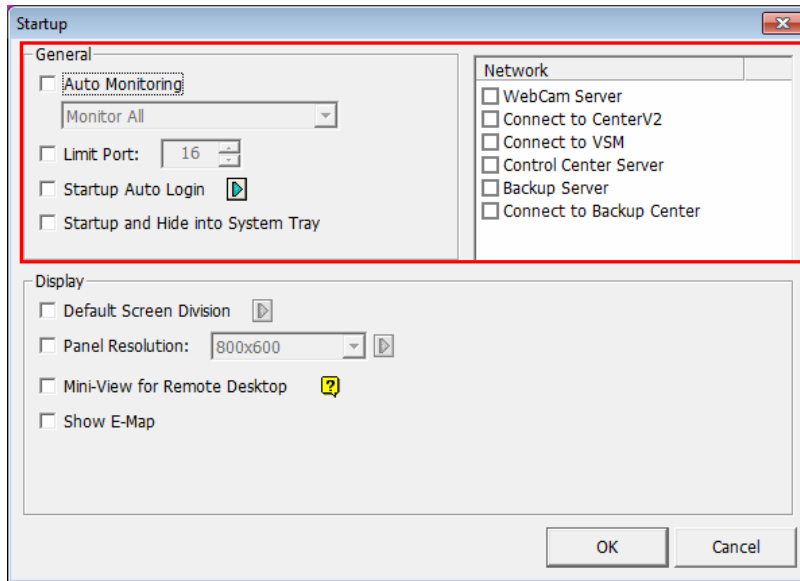 Startup
General
Auto Monitoring
Monitor All
Limit Port: 16
Startup Auto Login
Startup and Hide into System Tray
Network
WebCam Server
Connect to CenterV2
Connect to VSM
Control Center Server
Backup Server
Connect to Backup Center
Display
Default Screen Division
Panel Resolution: 800x600
Mini-View for Remote Desktop ?
Show E-Map
OK Cancel